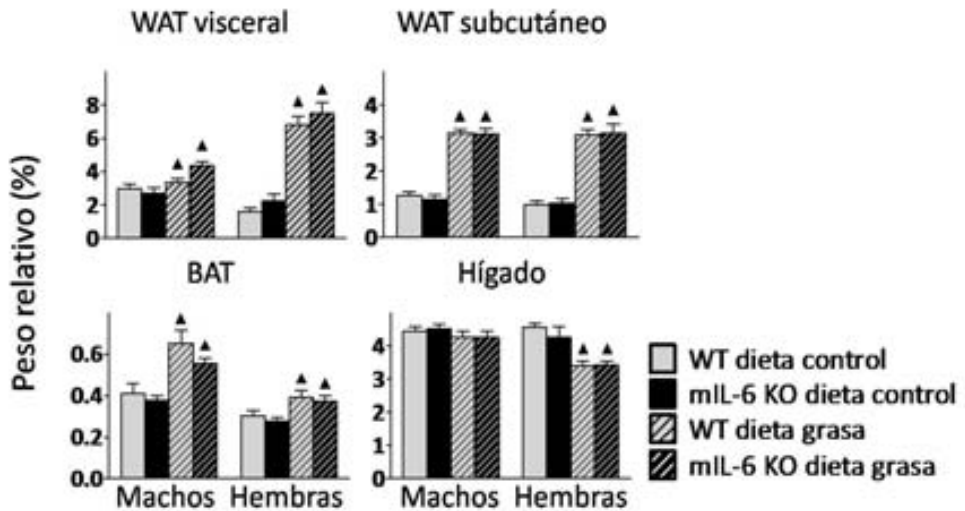 WAT visceral
WAT subcutáneo
Peso relativo (%)
8
6
4
2
0
4
3
2
1
0
BAT
Hígado
0.6
0.4
0.2
0.0
4
3
2
1
0
Machos Hembras
Machos Hembras
WT dieta control
mIL-6 KO dieta control
WT dieta grasa
mIL-6 KO dieta grasa